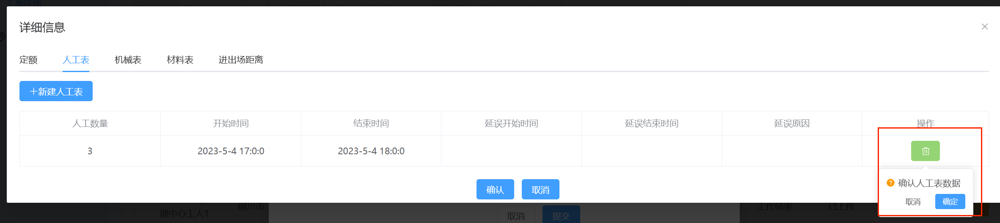 工单详情
详细信息
定额 人工表 机械表 材料表 进出场距离
+新建人工表
人工数量 开始时间 结束时间 延误开始时间 延误结束时间 延误原因 操作
3 2023-5-4 17:0:0 2023-5-4 18:0:0
确认 取消
? 确认人工表数据
取消 确定
铜川市 工作结束 已上传
理中心工人1
取消 提交